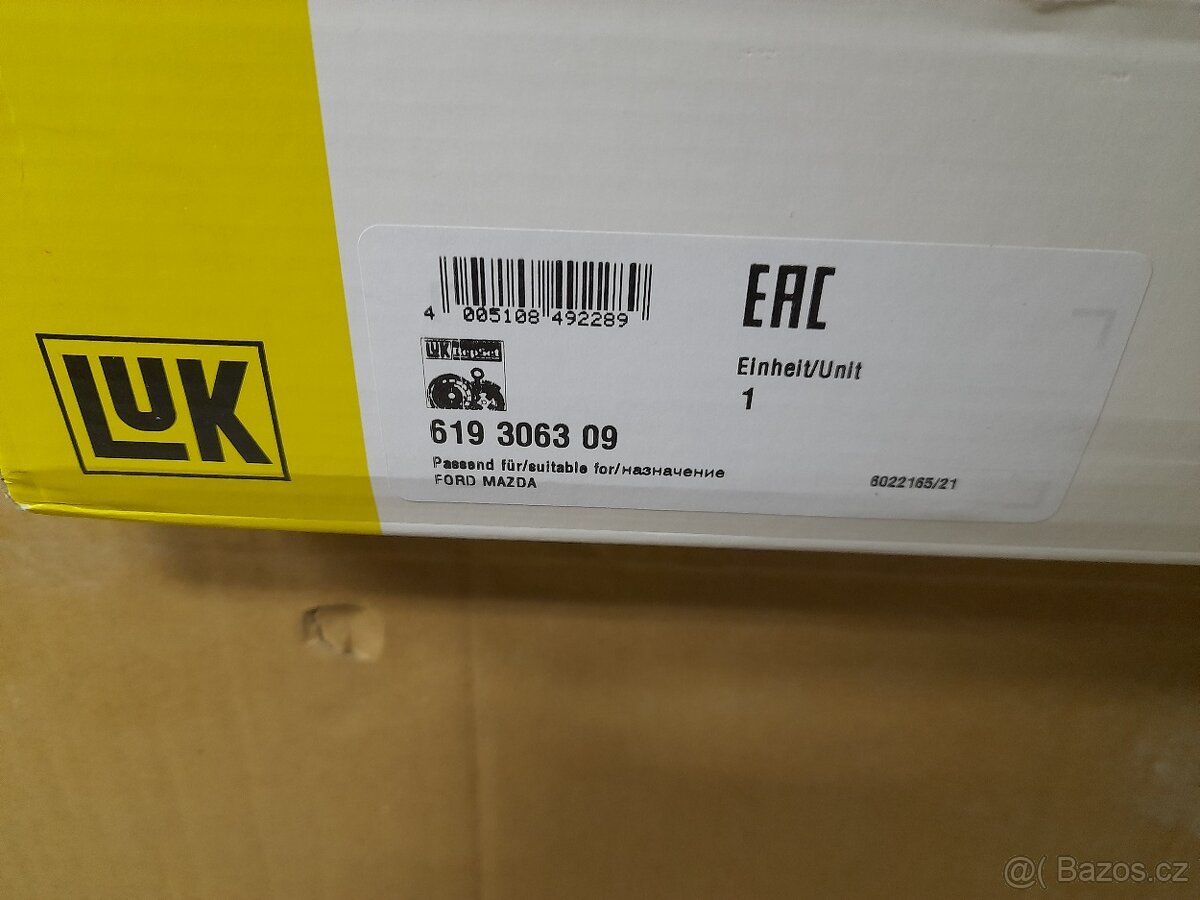 LUK
4 005108 492289
EAC
LUK TopSet
Einheit/Unit
1
619 3063 09
Passend für/suitable for/назначение
FORD MAZDA
6022165/21
@( Bazos.cz